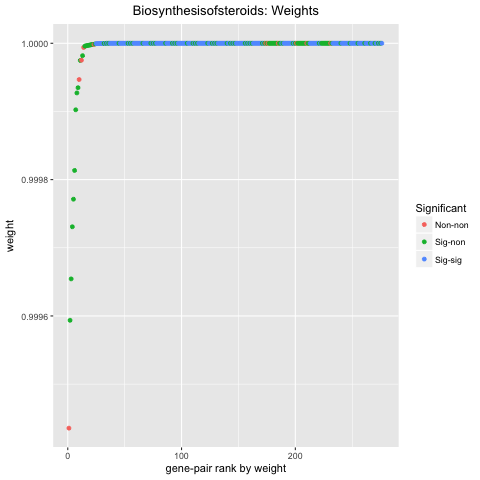 Biosynthesisofsteroids: Weights
weight
1.0000
0.9998
0.9996
0
100
200
gene-pair rank by weight
Significant
Non-non
Sig-non
Sig-sig